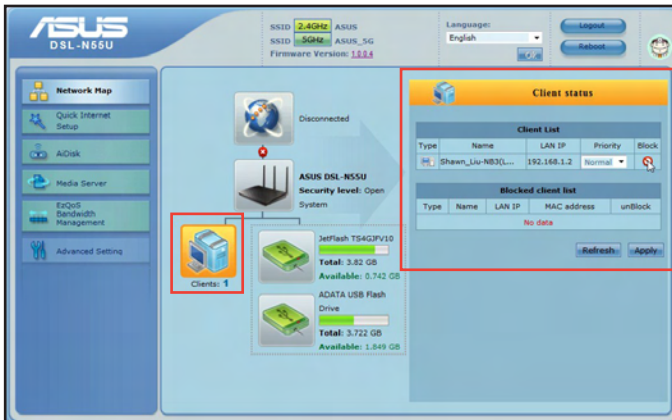 ASUS
DSL-N55U
SSID 2.4GHz ASUS
SSID 5GHz ASUS_5G
Firmware Version: 1.0.0.4
Language:
English
Logout
Reboot
Network Map
Quick Internet
Setup
AiDisk
Media Server
EzQoS
Bandwidth
Management
Advanced Setting
Disconnected
ASUS DSL-N55U
Security level: Open
System
Clients: 1
JetFlash TS4GJFV10
Total: 3.82 GB
Available: 0.742 GB
ADATA USB Flash
Drive
Total: 3.722 GB
Available: 1.849 GB
Client status
Client List
Type Name LAN IP Priority Block
Shawn_Liu-NB3(L... 192.168.1.2 Normal
Blocked client list
Type Name LAN IP MAC address unBlock
No data
Refresh Apply